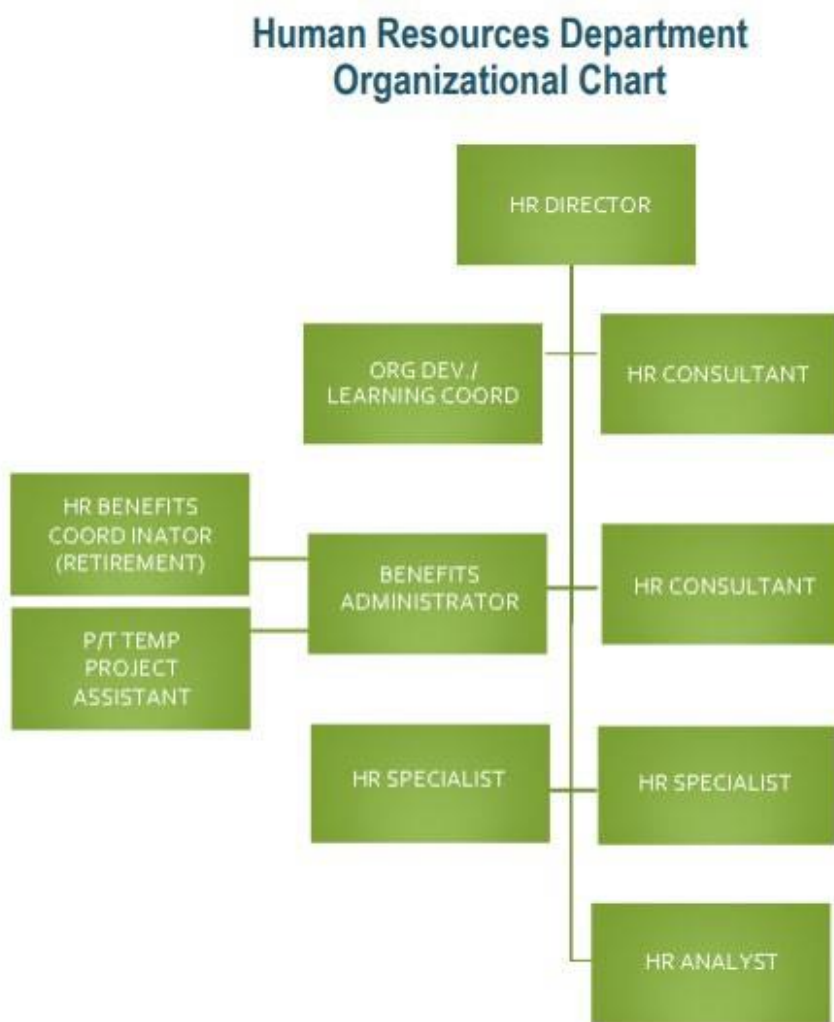 Human Resources Department
Organizational Chart
HR DIRECTOR
ORG DEV./
LEARNING COORD
HR CONSULTANT
HR BENEFITS
COORD INATOR
(RETIREMENT)
BENEFITS
ADMINISTRATOR
HR CONSULTANT
P/T TEMP
PROJECT
ASSISTANT
HR SPECIALIST
HR SPECIALIST
HR ANALYST